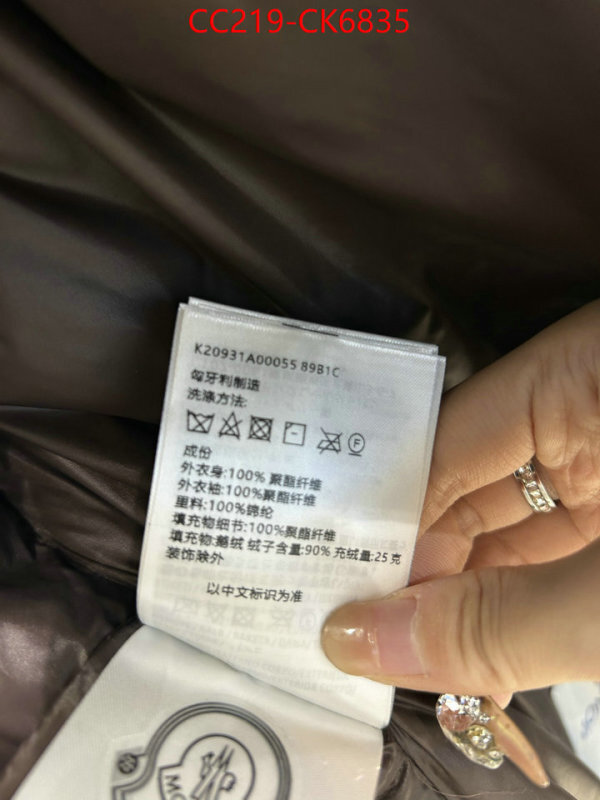 CC219-CK6835
K20931A00055 89B1C
匈牙利制造
洗涤方法:
F
成份
外衣身:100% 聚酯纤维
外衣袖:100% 聚酯纤维
里料:100%锦纶
填充物细节:100%聚酯纤维
填充物:鹅绒 绒子含量:90% 充绒量:25 克
装饰除外
以中文标识为准